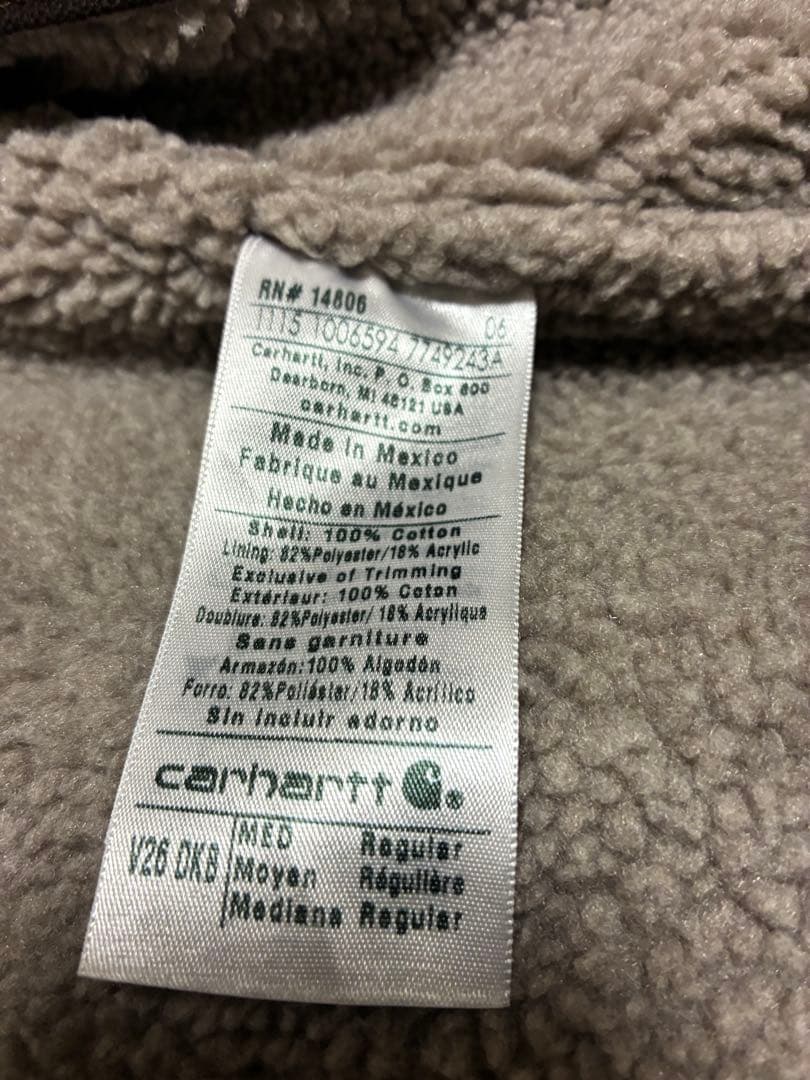 RN# 14806
06
1115 1006594 7749243A
Carhartt, Inc. P. O. Box 600
Dearborn, MI 48121 USA
carhartt.com
Made in Mexico
Fabrique au Mexique
Hecho en México
Shell: 100% Cotton
Lining: 82%Polyester/18% Acrylic
Exclusive of Trimming
Extérieur: 100% Coton
Doublure: 82%Polyester/ 18% Acrylique
Sans garniture
Armazón:100% Algodón
Forro: 82%Poliéster/18% Acrílico
Sin incluir adorno
carhartt
V26 DKB
MED Regular
Moyen Régulière
Mediana Regular